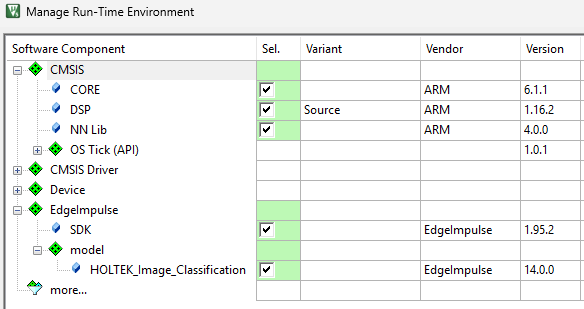 Manage Run-Time Environment
Software Component Sel. Variant Vendor Version
CMSIS
CORE ARM 6.1.1
DSP Source ARM 1.16.2
NN Lib ARM 4.0.0
OS Tick (API) 1.0.1
CMSIS Driver
Device
EdgeImpulse
SDK EdgeImpulse 1.95.2
model
HOLTEK_Image_Classification EdgeImpulse 14.0.0
more...